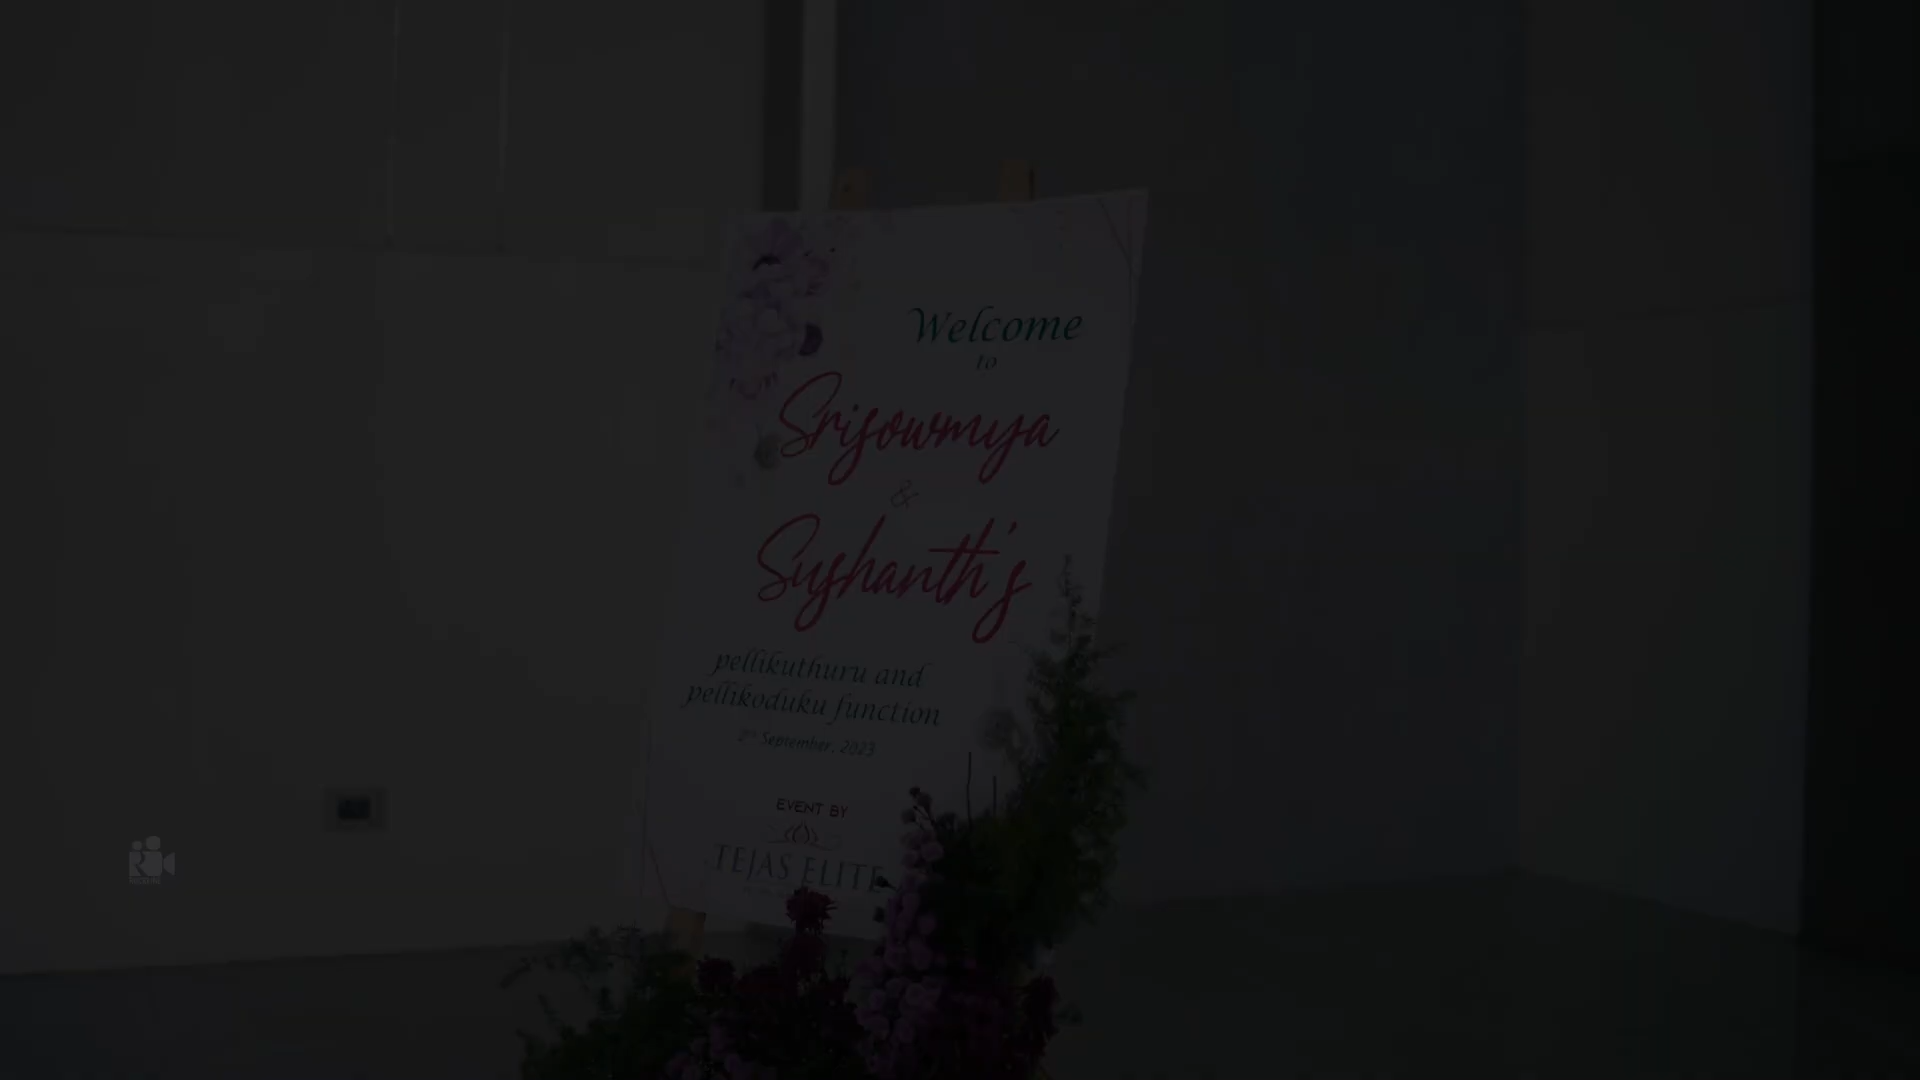 Welcome
to
Srisowmya
&
Sushanth's
pellikuthuru and
pellikoduku function
September, 2023
EVENT BY
TEJAS ELITE